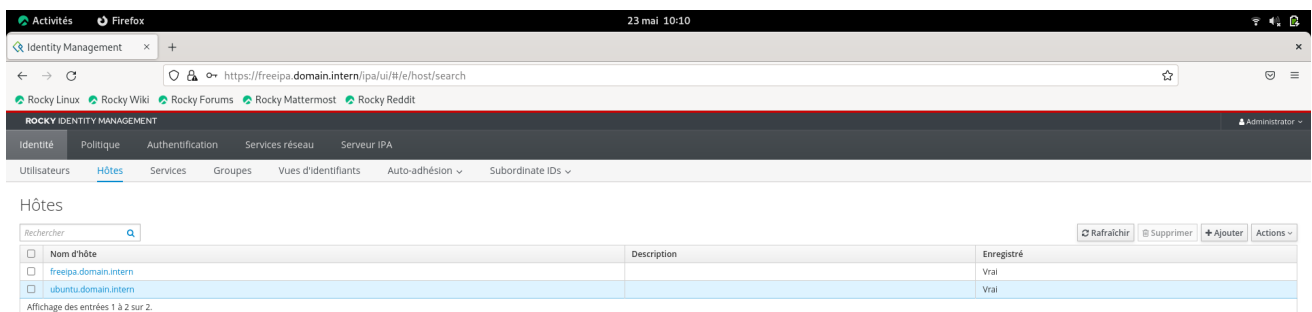 Activités Firefox 23 mai 10:10
Identity Management × + ×
https://freeipa.domain.intern/ipa/ui/#/e/host/search
Rocky Linux Rocky Wiki Rocky Forums Rocky Mattermost Rocky Reddit
ROCKY IDENTITY MANAGEMENT Administrator
Identité Politique Authentification Services réseau Serveur IPA
Utilisateurs Hôtes Services Groupes Vues d'identifiants Auto-adhésion Subordinate IDs
Hôtes
Rechercher Rafraîchir Supprimer + Ajouter Actions
Nom d'hôte Description Enregistré
freeipa.domain.intern Vrai
ubuntu.domain.intern Vrai
Affichage des entrées 1 à 2 sur 2.